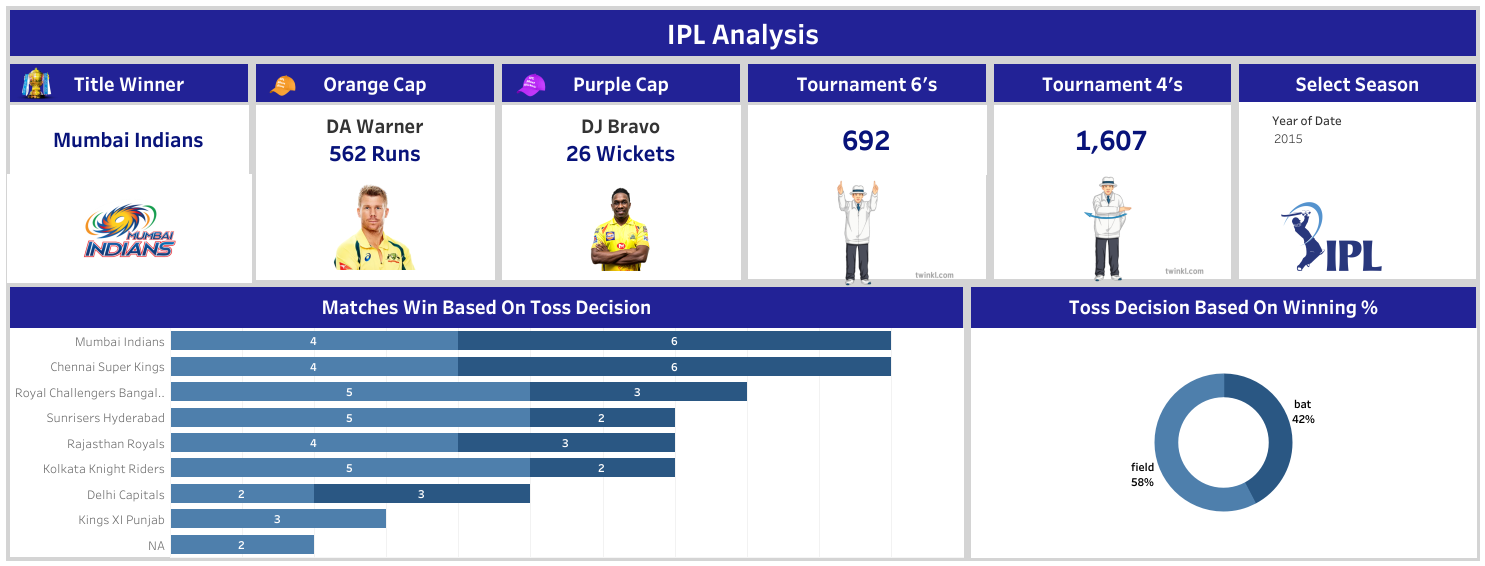 IPL Analysis
Title Winner
Orange Cap
Purple Cap
Tournament 6’s
Tournament 4’s
Select Season
Mumbai Indians
DA Warner
562 Runs
DJ Bravo
26 Wickets
692
1,607
Year of Date
2015
MUMBAI
INDIANS
twinkl.com
twinkl.com
IPL
Matches Win Based On Toss Decision
Mumbai Indians 4 6
Chennai Super Kings 4 6
Royal Challengers Bangal.. 5 3
Sunrisers Hyderabad 5 2
Rajasthan Royals 4 3
Kolkata Knight Riders 5 2
Delhi Capitals 2 3
Kings XI Punjab 3
NA 2
Toss Decision Based On Winning %
bat
42%
field
58%